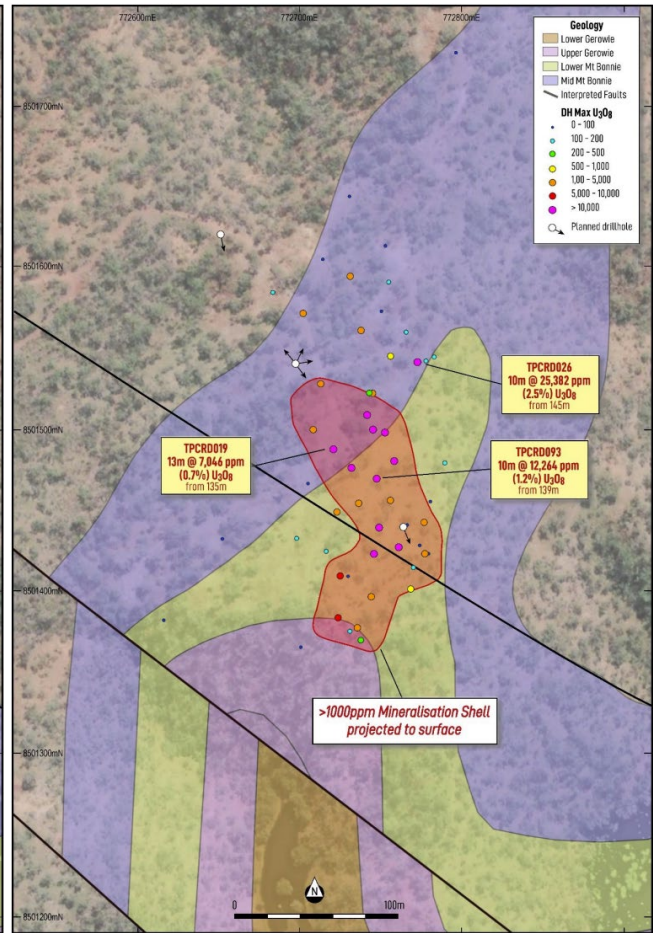 772600mE
772700mE
772800mE
8501700mN
8501600mN
8501500mN
8501400mN
8501300mN
8501200mN
Geology
Lower Gerowie
Upper Gerowie
Lower Mt Bonnie
Mid Mt Bonnie
Interpreted Faults
DH Max U₃O₈
0 - 100
100 - 200
200 - 500
500 - 1,000
1,00 - 5,000
5,000 - 10,000
> 10,000
Planned drillhole
TPCRD026
10m @ 25,382 ppm
(2.5%) U₃O₈
from 145m
TPCRD019
13m @ 7,046 ppm
(0.7%) U₃O₈
from 135m
TPCRD093
10m @ 12,264 ppm
(1.2%) U₃O₈
from 139m
>1000ppm Mineralisation Shell
projected to surface
N
0
100m